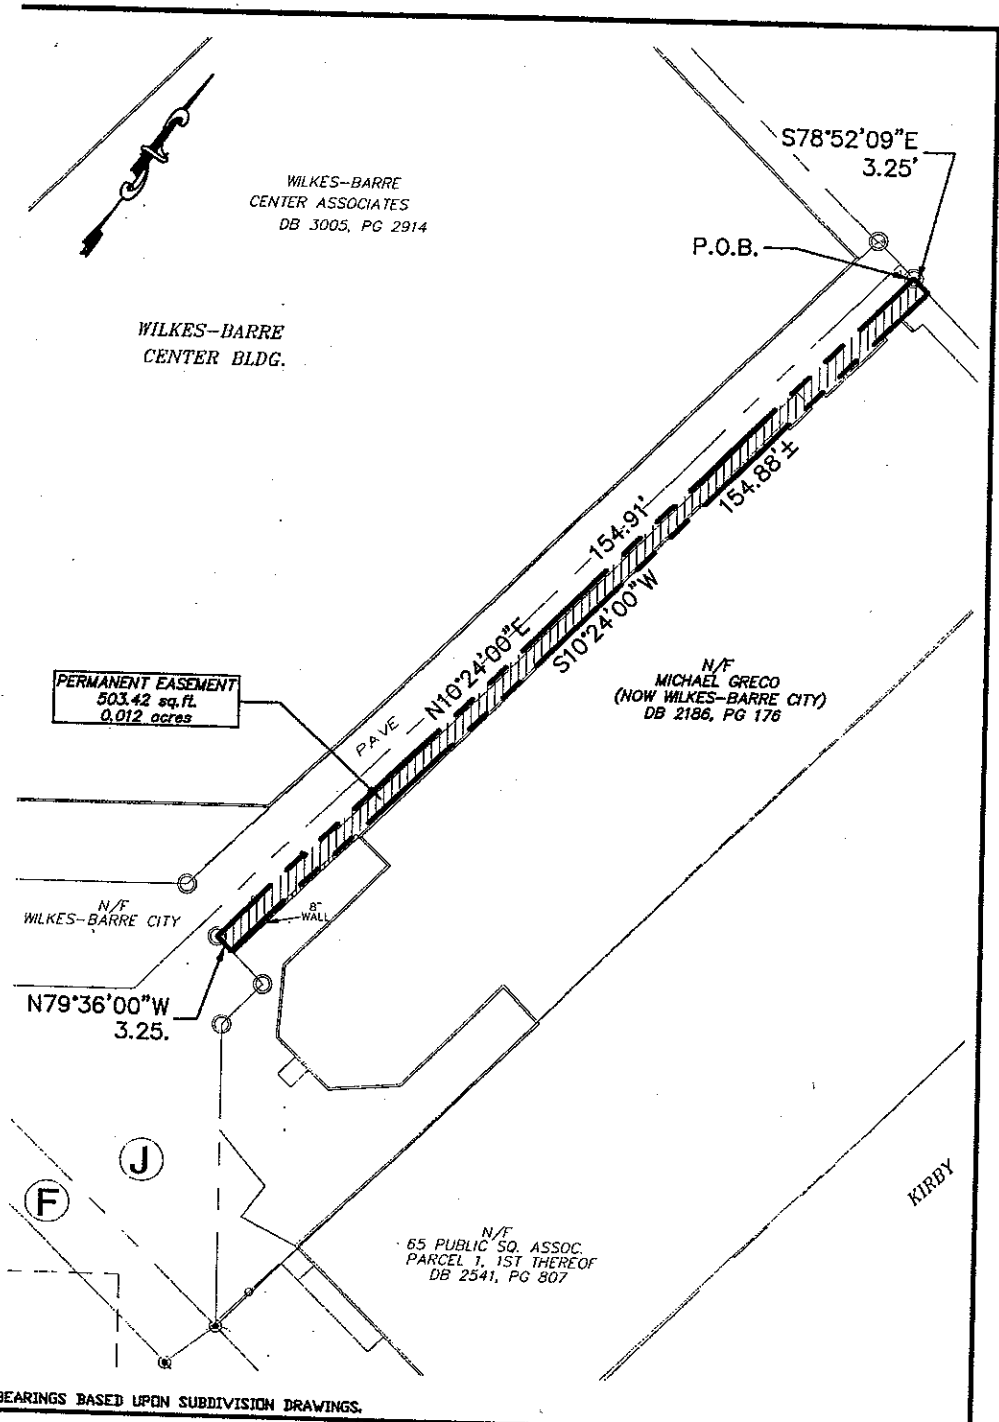 S78°52'09"E
3.25'
P.O.B.
WILKES-BARRE
CENTER ASSOCIATES
DB 3005, PG 2914
WILKES-BARRE
CENTER BLDG.
154.88'±
154.91'
S10°24'00"W
N10°24'00"E
PERMANENT EASEMENT
503.42 sq.ft.
0.012 acres
PAVE
N/F
MICHAEL GRECO
(NOW WILKES-BARRE CITY)
DB 2186, PG 176
N/F
WILKES-BARRE CITY
8"
WALL
N79°36'00"W
3.25.
J
F
KIRBY
N/F
65 PUBLIC SQ. ASSOC.
PARCEL 1, 1ST THEREOF
DB 2541, PG 807
BEARINGS BASED UPON SUBDIVISION DRAWINGS.